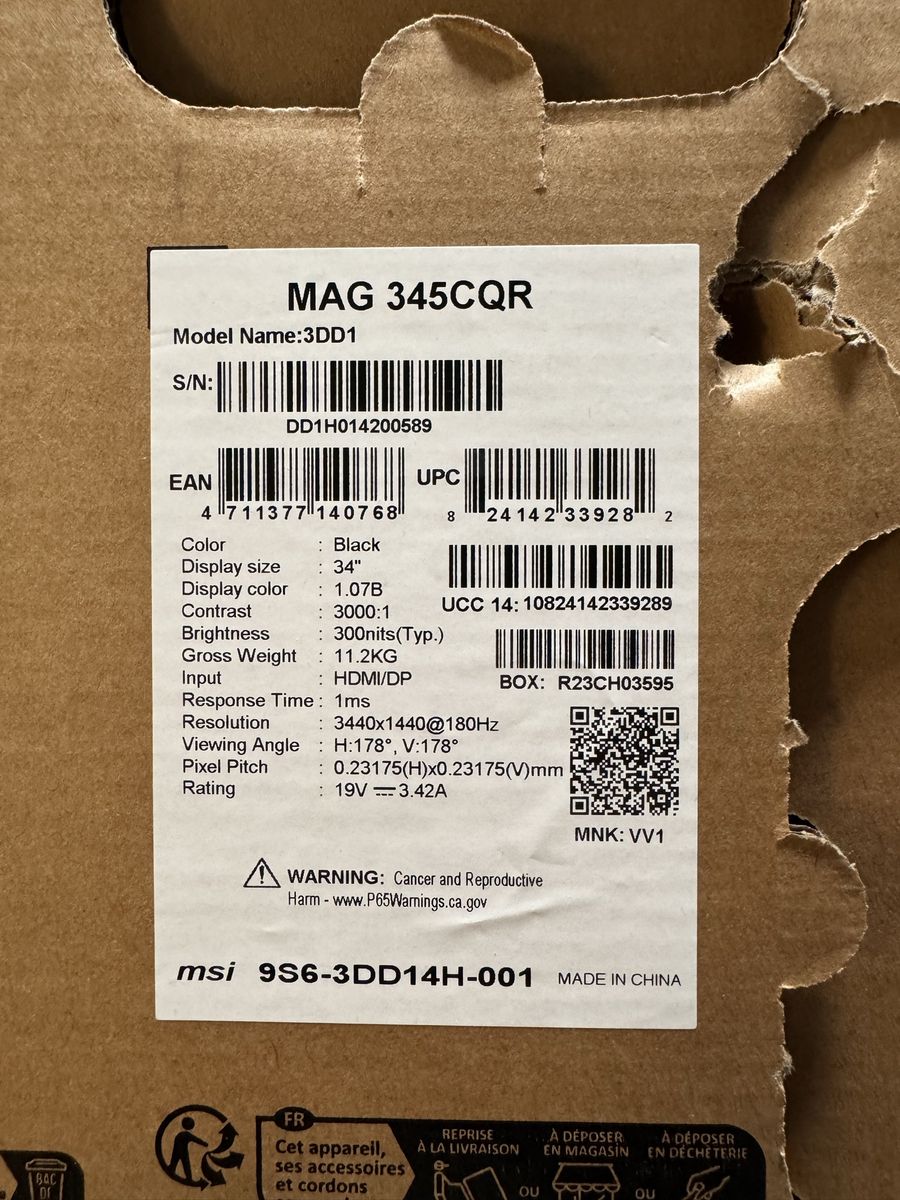 MAG 345CQR
Model Name:3DD1
S/N:
DD1H014200589
EAN
4 711377 140768
UPC
8 24142 33928 2
Color : Black
Display size : 34"
Display color : 1.07B
Contrast : 3000:1
Brightness : 300nits(Typ.)
Gross Weight : 11.2KG
Input : HDMI/DP
Response Time : 1ms
Resolution : 3440x1440@180Hz
Viewing Angle : H:178°, V:178°
Pixel Pitch : 0.23175(H)x0.23175(V)mm
Rating : 19V ⎓ 3.42A
UCC 14: 10824142339289
BOX: R23CH03595
MNK: VV1
WARNING: Cancer and Reproductive
Harm - www.P65Warnings.ca.gov
msi 9S6-3DD14H-001 MADE IN CHINA
FR
Cet appareil,
ses accessoires
et cordons
REPRISE
À LA LIVRAISON
OU
À DÉPOSER
EN MAGASIN
OU
À DÉPOSER
EN DÉCHÈTERIE
BAC
DE